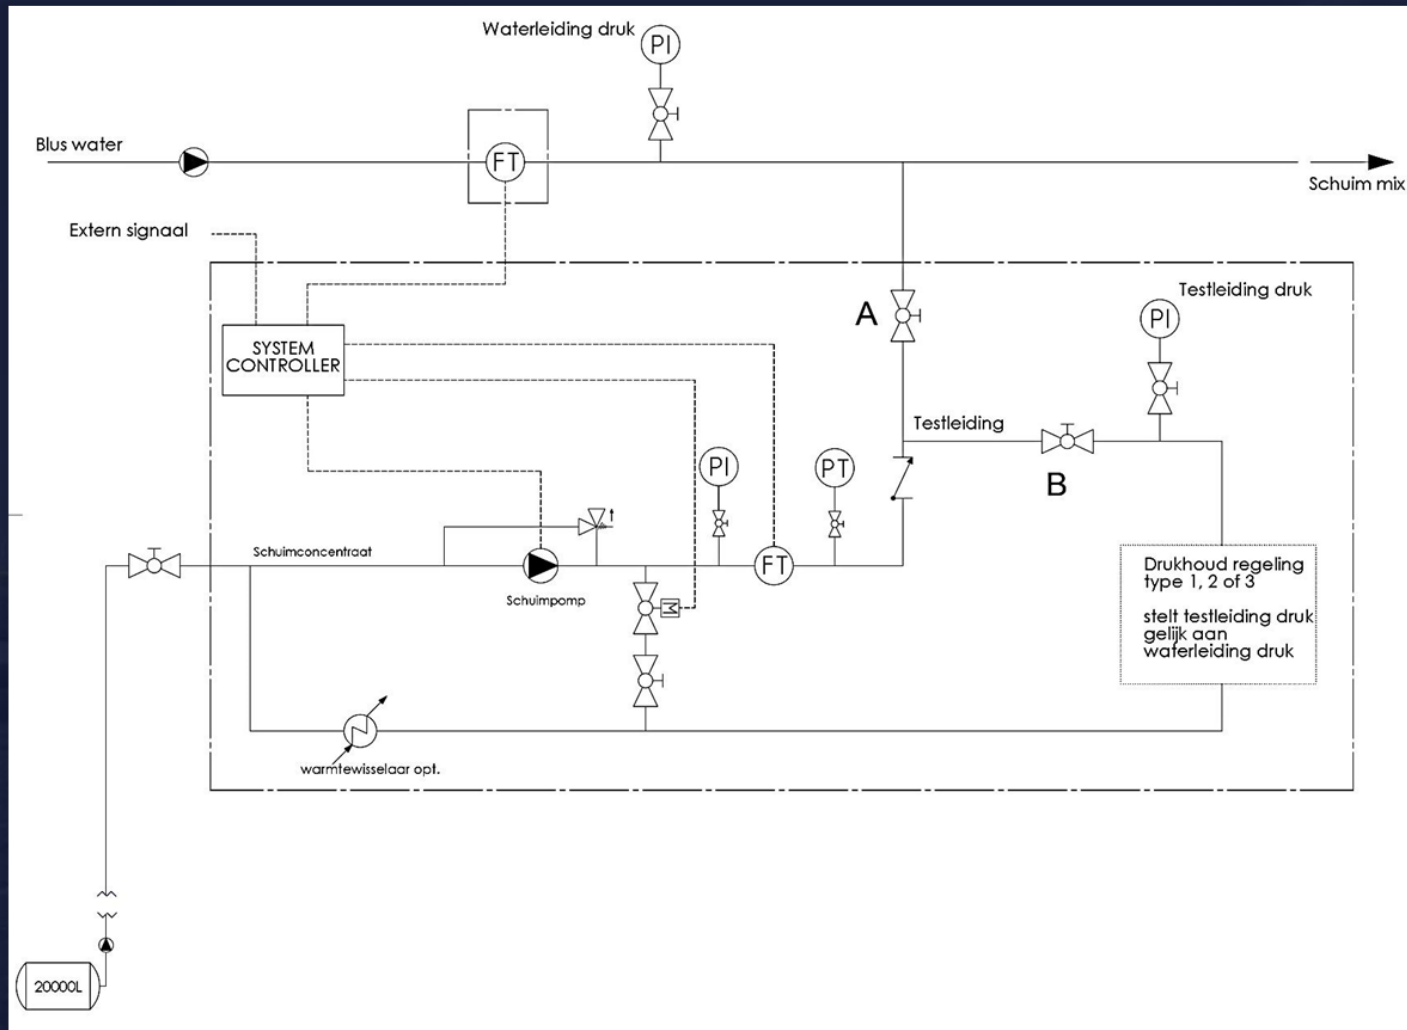 Waterleiding druk
PI
Blus water
FT
Schuim mix
Extern signaal
Testleiding druk
A
PI
SYSTEM
CONTROLLER
Testleiding
PI
PT
B
Schuimconcentraat
FT
Drukhoud regeling
type 1, 2 of 3
Schuimpomp
M
stelt testleiding druk
gelijk aan
waterleiding druk
warmtewisselaar opt.
20000L